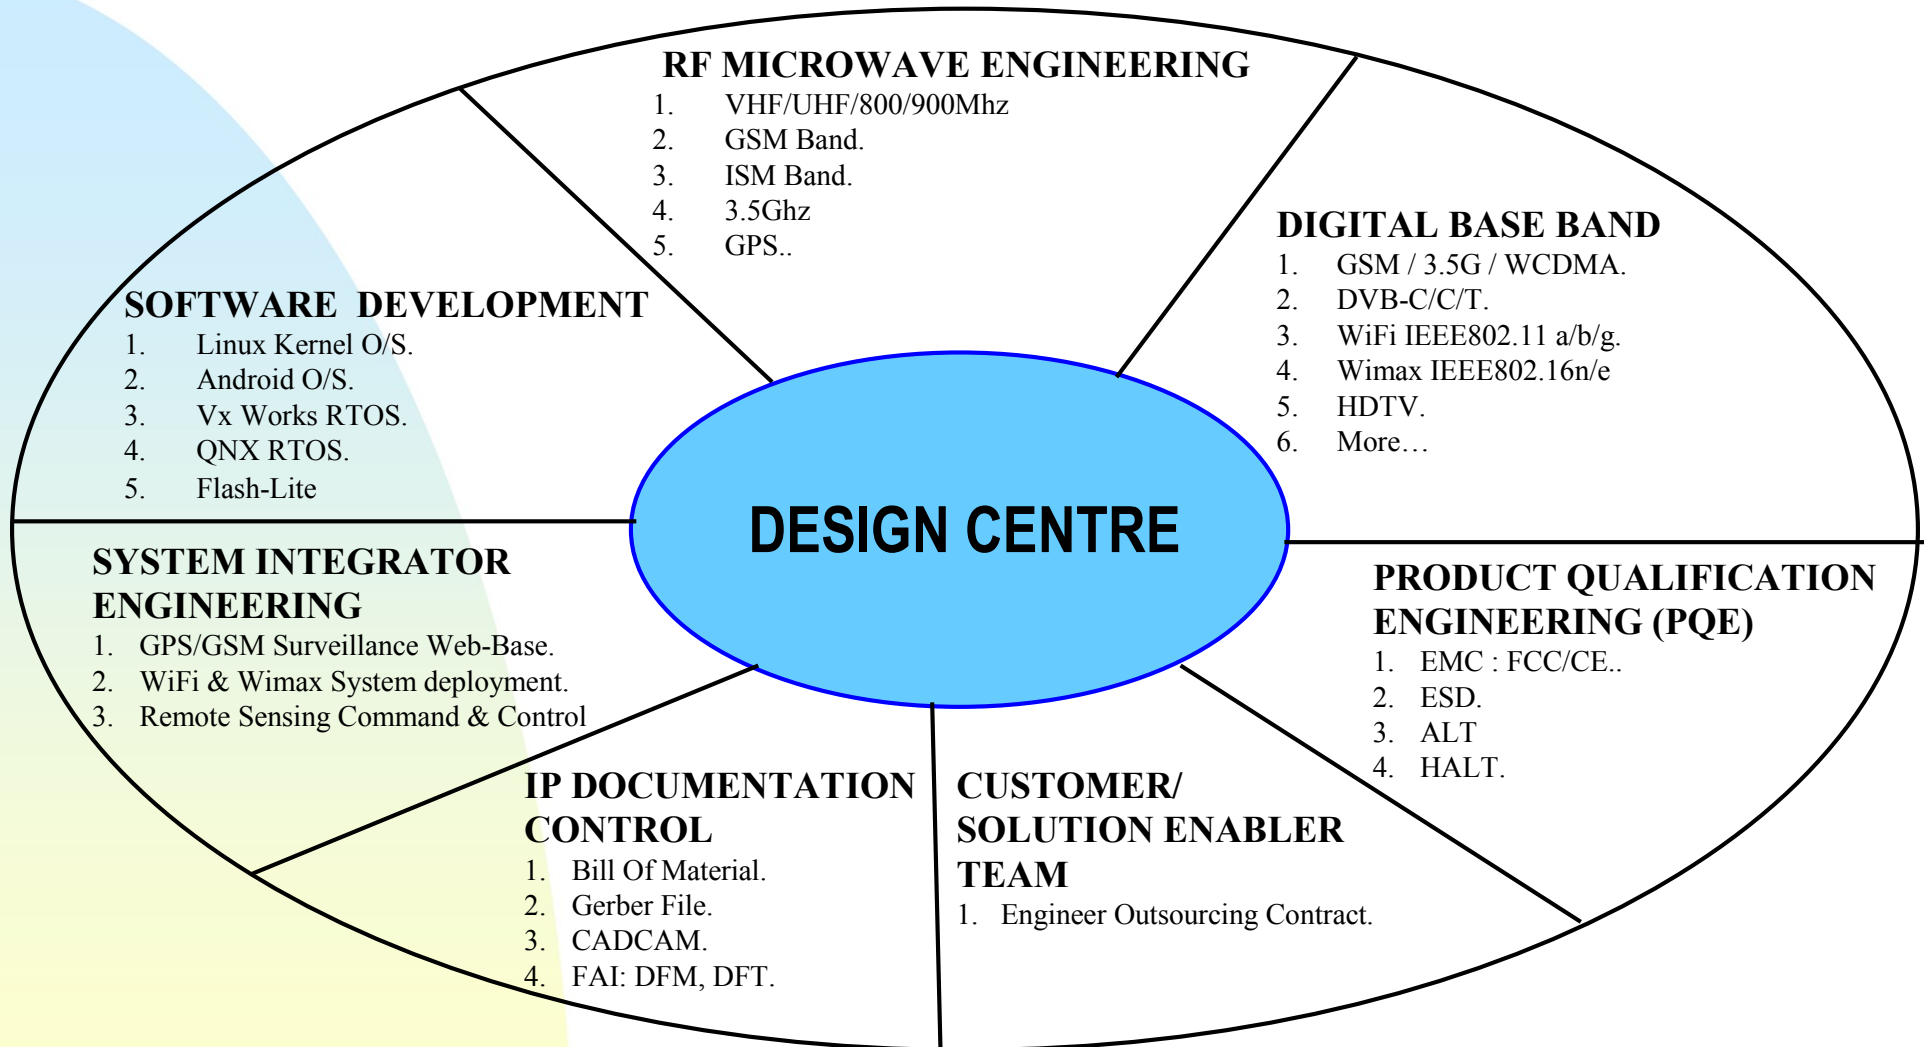 RF MICROWAVE ENGINEERING
1. VHF/UHF/800/900Mhz
2. GSM Band.
3. ISM Band.
4. 3.5Ghz
5. GPS..
DIGITAL BASE BAND
1. GSM / 3.5G / WCDMA.
2. DVB-C/C/T.
3. WiFi IEEE802.11 a/b/g.
4. Wimax IEEE802.16n/e
5. HDTV.
6. More…
SOFTWARE DEVELOPMENT
1. Linux Kernel O/S.
2. Android O/S.
3. Vx Works RTOS.
4. QNX RTOS.
5. Flash-Lite
DESIGN CENTRE
SYSTEM INTEGRATOR
ENGINEERING
1. GPS/GSM Surveillance Web-Base.
2. WiFi & Wimax System deployment.
3. Remote Sensing Command & Control
PRODUCT QUALIFICATION
ENGINEERING (PQE)
1. EMC : FCC/CE..
2. ESD.
3. ALT
4. HALT.
IP DOCUMENTATION
CONTROL
1. Bill Of Material.
2. Gerber File.
3. CADCAM.
4. FAI: DFM, DFT.
CUSTOMER/
SOLUTION ENABLER
TEAM
1. Engineer Outsourcing Contract.